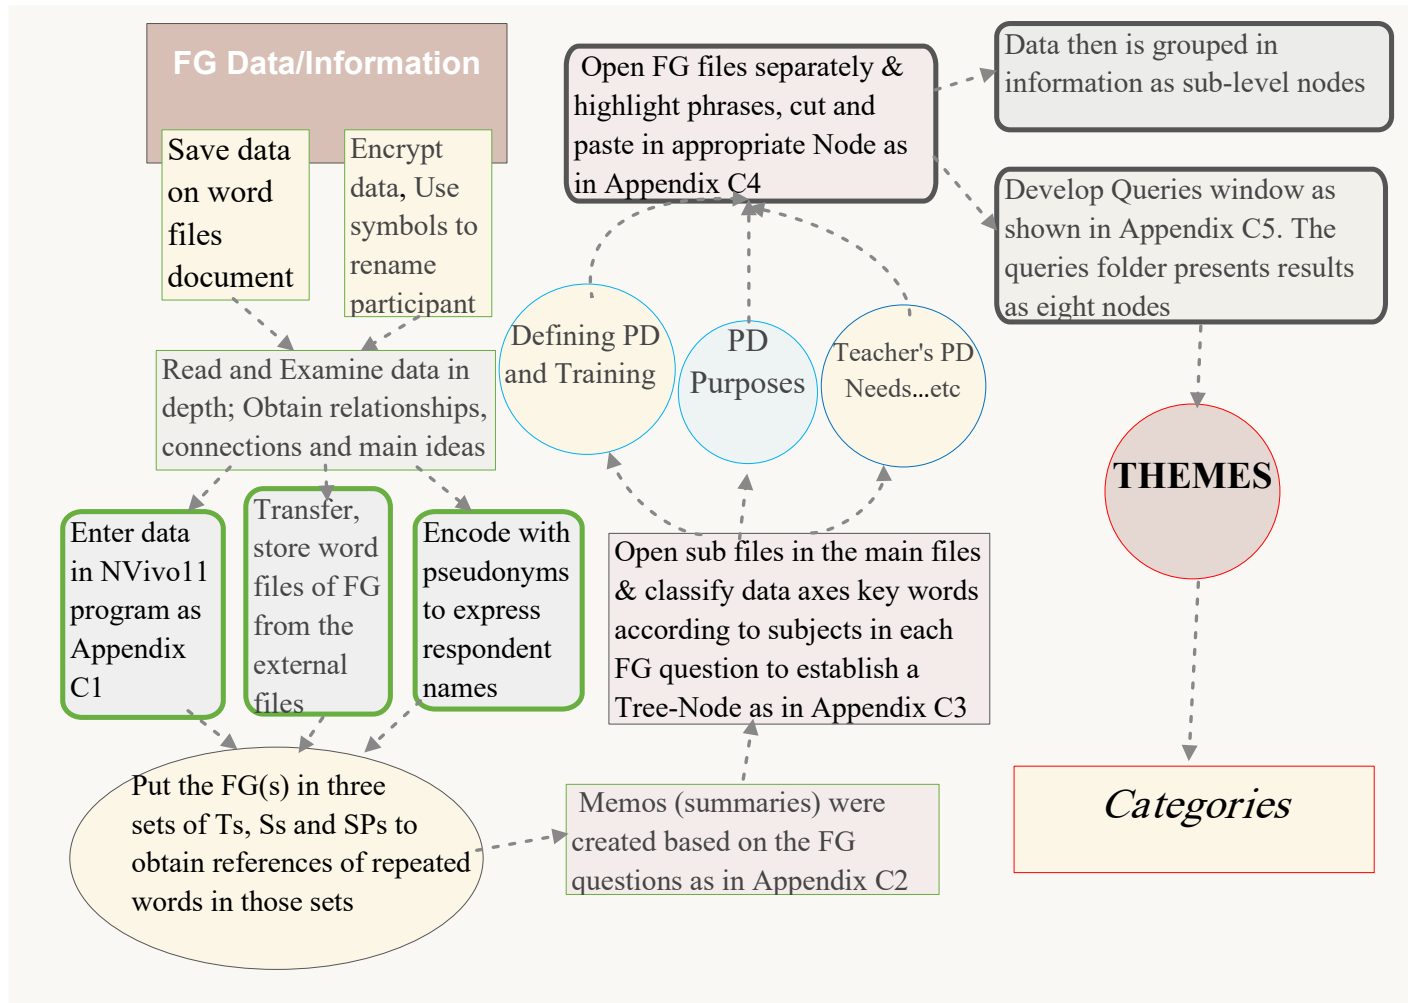 FG Data/Information
Save data
on word
files
document
Encrypt
data, Use
symbols to
rename
participant
Read and Examine data in
depth; Obtain relationships,
connections and main ideas
Enter data
in NVivo11
program as
Appendix
C1
Transfer,
store word
files of FG
from the
external
files
Encode with
pseudonyms
to express
respondent
names
Put the FG(s) in three
sets of Ts, Ss and SPs to
obtain references of repeated
words in those sets
Memos (summaries) were
created based on the FG
questions as in Appendix C2
Open sub files in the main files
& classify data axes key words
according to subjects in each
FG question to establish a
Tree-Node as in Appendix C3
Defining PD
and Training
PD
Purposes
Teacher's PD
Needs...etc
Open FG files separately &
highlight phrases, cut and
paste in appropriate Node as
in Appendix C4
Data then is grouped in
information as sub-level nodes
Develop Queries window as
shown in Appendix C5. The
queries folder presents results
as eight nodes
THEMES
Categories